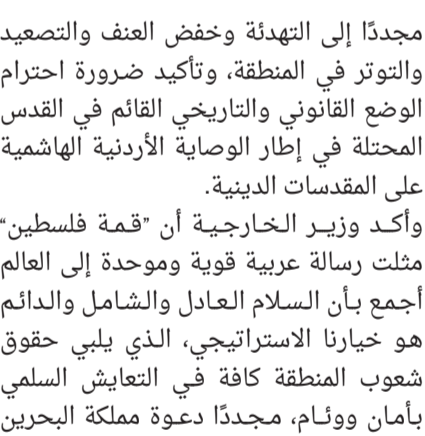 مجددًا إلى التهدئة وخفض العنف والتصعيد
والتوتر في المنطقة، وتأكيد ضرورة احترام
الوضع القانوني والتاريخي القائم في القدس
المحتلة في إطار الوصاية الأردنية الهاشمية
على المقدسات الدينية.
وأكد وزير الخارجية أن ”قمة فلسطين“
مثلت رسالة عربية قوية وموحدة إلى العالم
أجمع بأن السلام العادل والشامل والدائم
هو خيارنا الاستراتيجي، الذي يلبي حقوق
شعوب المنطقة كافة في التعايش السلمي
بأمان ووئام، مجددًا دعوة مملكة البحرين